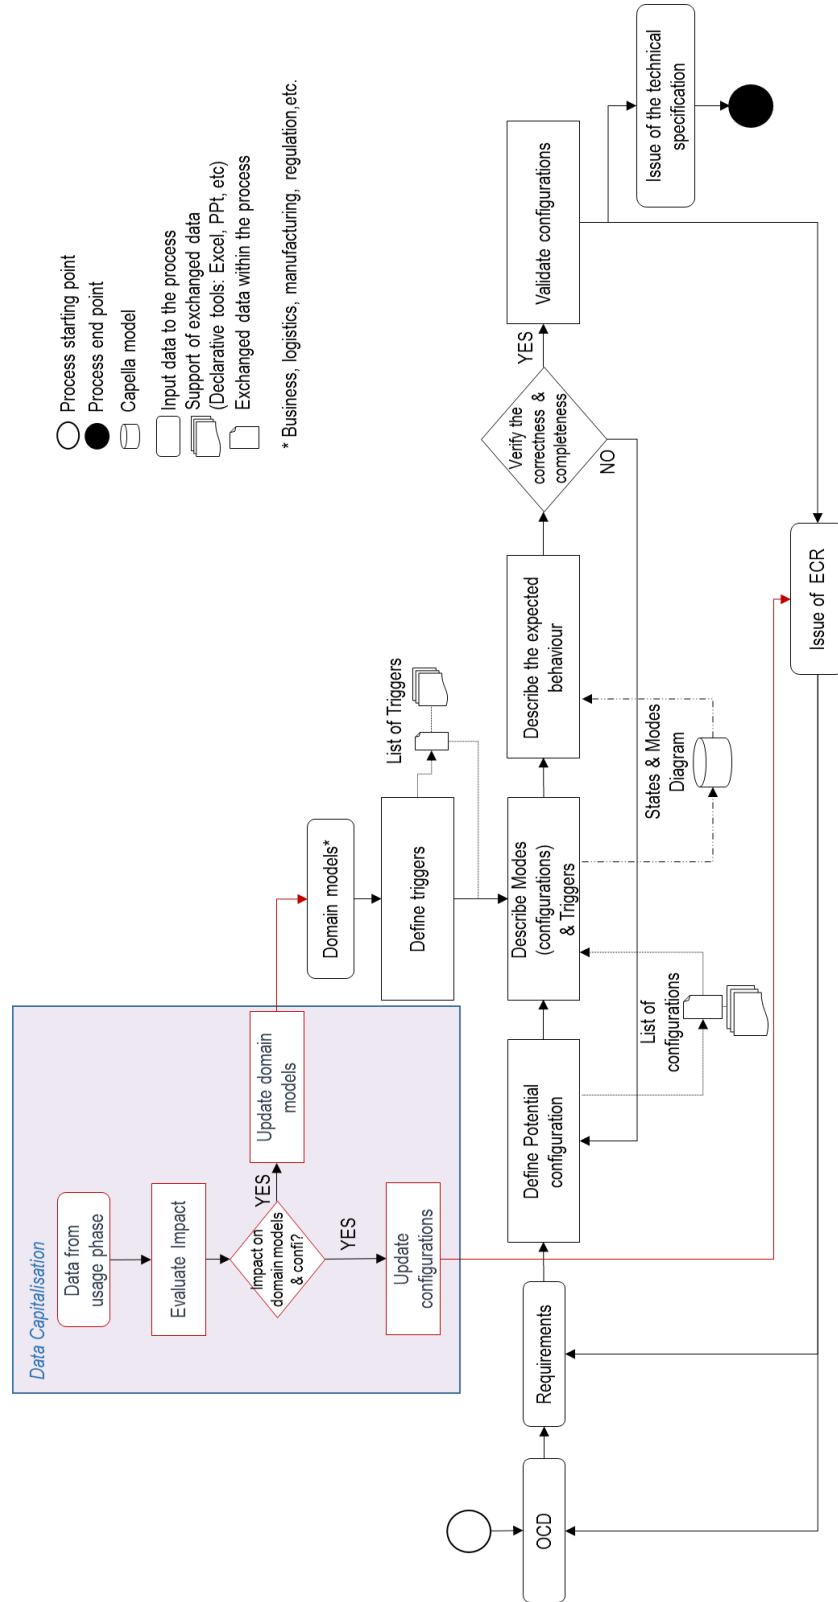 Data Capitalisation
Data from
usage phase
Evaluate Impact
Impact on
domain models
& confi?
YES
Update domain
models
YES
Update
configurations
Domain models*
Define triggers
List of Triggers
OCD
Requirements
Define Potential
configuration
List of
configurations
Describe Modes
(configurations)
& Triggers
States & Modes
Diagram
Describe the expected
behaviour
Verify the
correctness &
completeness
YES
NO
Validate configurations
Issue of the technical
specification
Issue of ECR
Process starting point
Process end point
Capella model
Input data to the process
Support of exchanged data
(Declarative tools: Excel, PPt, etc)
Exchanged data within the process
* Business, logistics, manufacturing, regulation,etc.